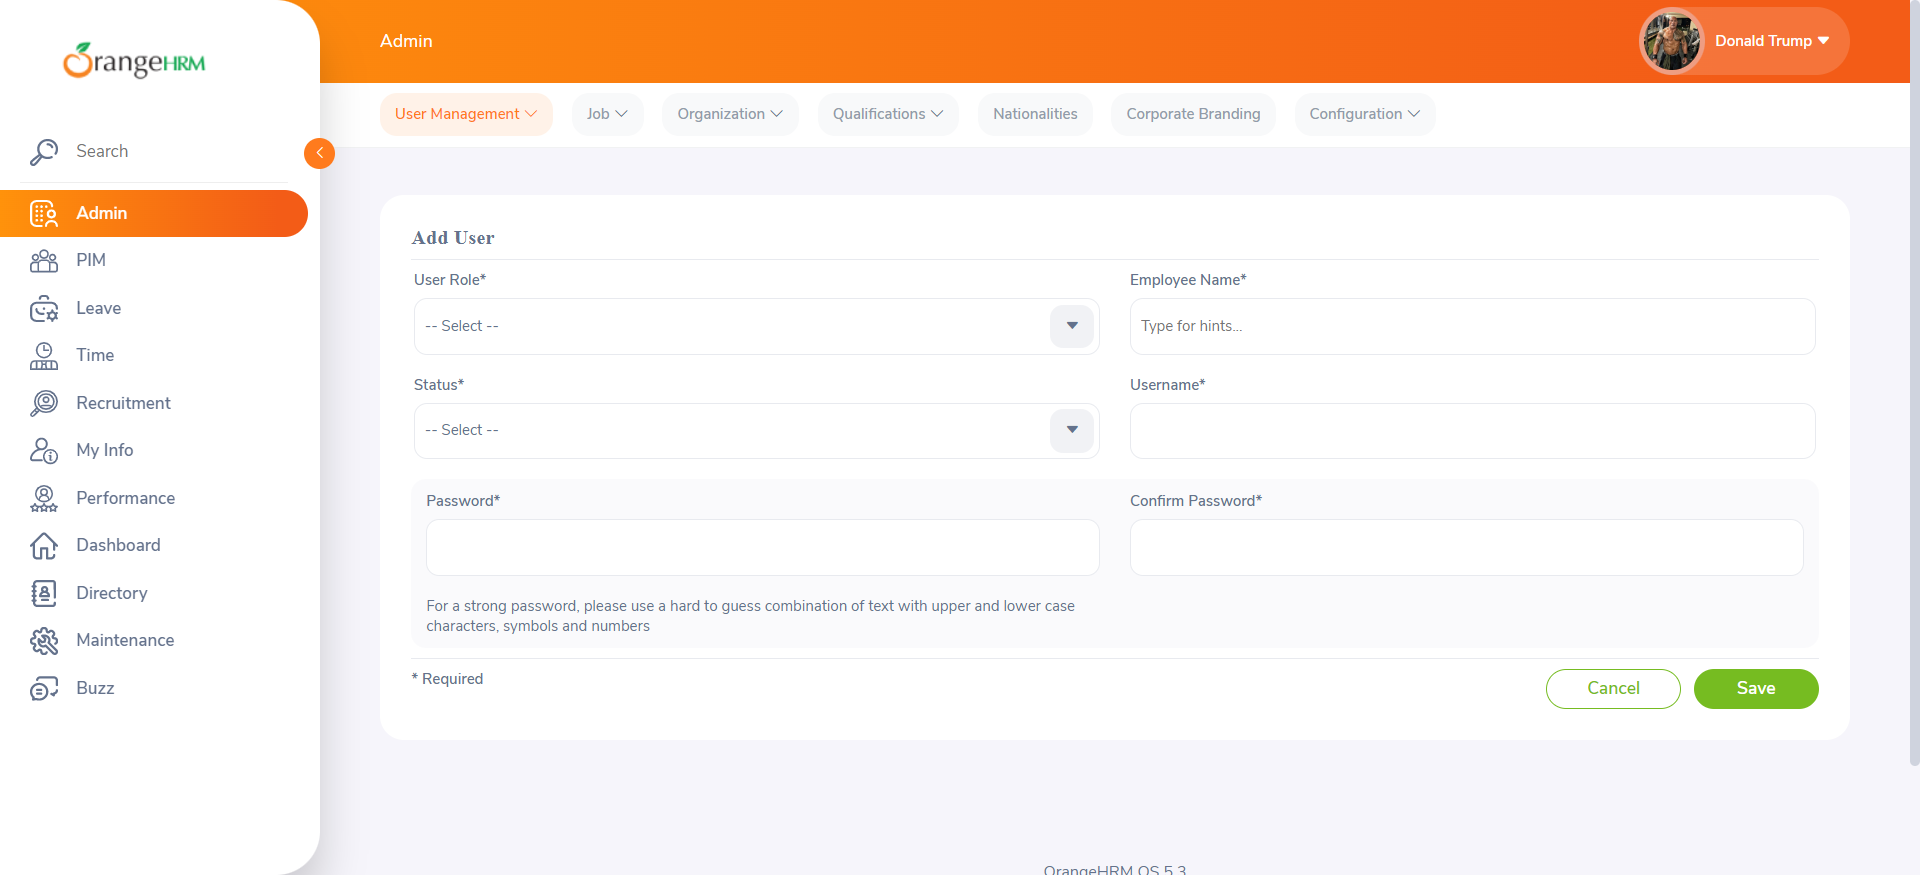 OrangeHRM
Admin
Donald Trump
User Management
Job
Organization
Qualifications
Nationalities
Corporate Branding
Configuration
Search
Admin
PIM
Leave
Time
Recruitment
My Info
Performance
Dashboard
Directory
Maintenance
Buzz
Add User
User Role*
Employee Name*
-- Select --
Type for hints...
Status*
Username*
-- Select --
Password*
Confirm Password*
For a strong password, please use a hard to guess combination of text with upper and lower case
characters, symbols and numbers
* Required
Cancel
Save
OrangeHRM OS 5.3